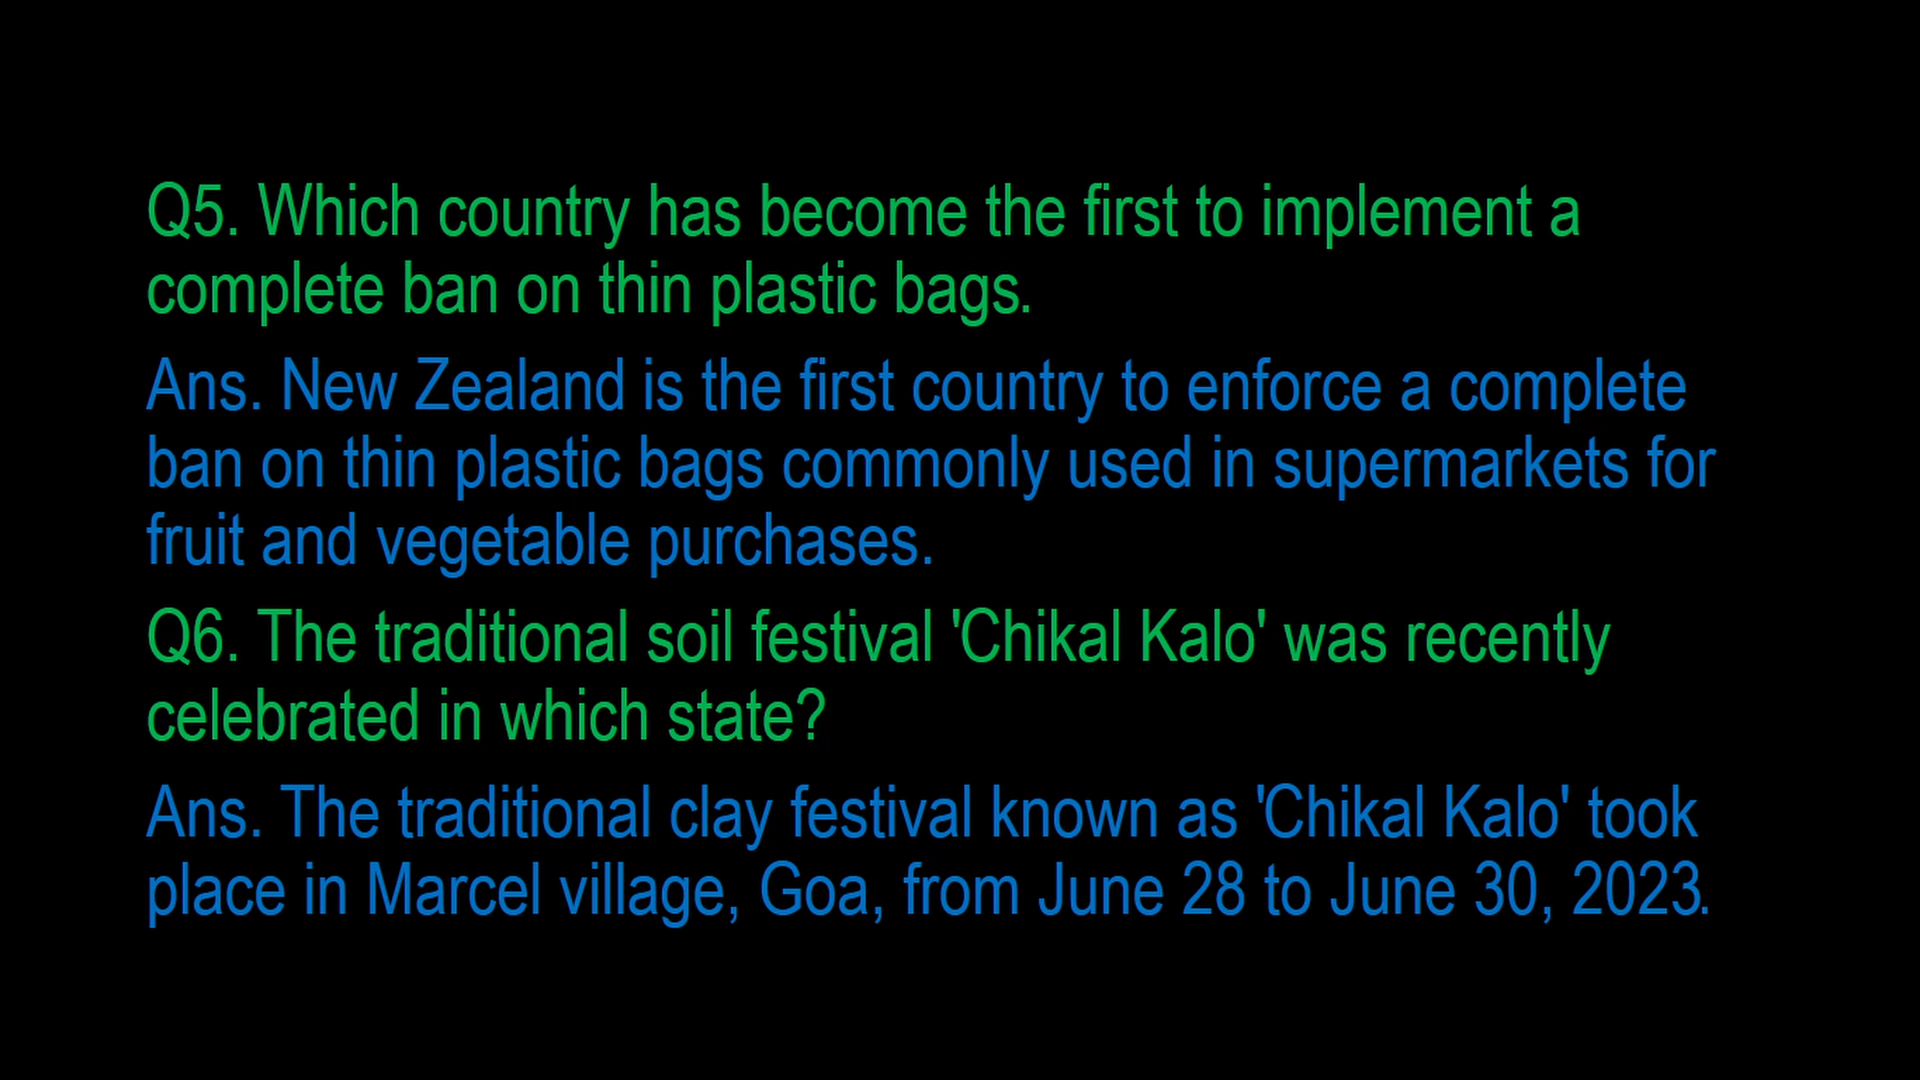 Q5. Which country has become the first to implement a
complete ban on thin plastic bags.
Ans. New Zealand is the first country to enforce a complete
ban on thin plastic bags commonly used in supermarkets for
fruit and vegetable purchases.
Q6. The traditional soil festival 'Chikal Kalo' was recently
celebrated in which state?
Ans. The traditional clay festival known as 'Chikal Kalo' took
place in Marcel village, Goa, from June 28 to June 30, 2023.